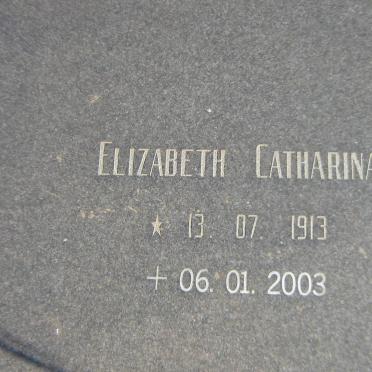 ELIZABETH CATHARINA
★ 13. 07. 1913
+ 06. 01. 2003